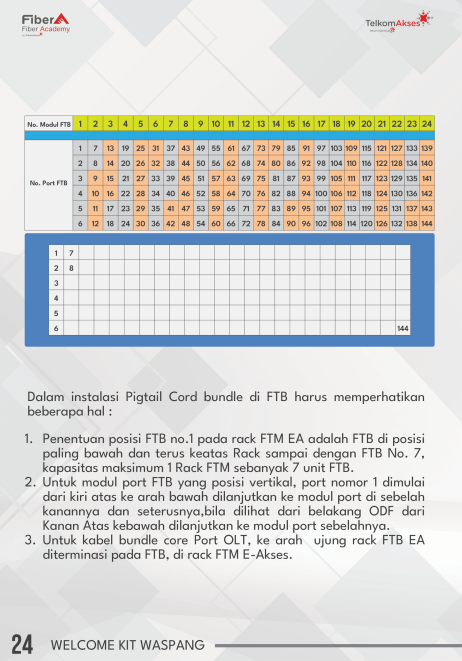 FiberA
Fiber Academy
TelkomAkses
No. Modul FTB 1 2 3 4 5 6 7 8 9 10 11 12 13 14 15 16 17 18 19 20 21 22 23 24
1 7 13 19 25 31 37 43 49 55 61 67 73 79 85 91 97 103 109 115 121 127 133 139
2 8 14 20 26 32 38 44 50 56 62 68 74 80 86 92 98 104 110 116 122 128 134 140
No. Port FTB
3 9 15 21 27 33 39 45 51 57 63 69 75 81 87 93 99 105 111 117 123 129 135 141
4 10 16 22 28 34 40 46 52 58 64 70 76 82 88 94 100 106 112 118 124 130 136 142
5 11 17 23 29 35 41 47 53 59 65 71 77 83 89 95 101 107 113 119 125 131 137 143
6 12 18 24 30 36 42 48 54 60 66 72 78 84 90 96 102 108 114 120 126 132 138 144
1 7
2 8
3
4
5
6 144
Dalam instalasi Pigtail Cord bundle di FTB harus memperhatikan
beberapa hal :
1. Penentuan posisi FTB no.1 pada rack FTM EA adalah FTB di posisi
paling bawah dan terus keatas Rack sampai dengan FTB No. 7,
kapasitas maksimum 1 Rack FTM sebanyak 7 unit FTB.
2. Untuk modul port FTB yang posisi vertikal, port nomor 1 dimulai
dari kiri atas ke arah bawah dilanjutkan ke modul port di sebelah
kanannya dan seterusnya,bila dilihat dari belakang ODF dari
Kanan Atas kebawah dilanjutkan ke modul port sebelahnya.
3. Untuk kabel bundle core Port OLT, ke arah ujung rack FTB EA
diterminasi pada FTB, di rack FTM E-Akses.
24 WELCOME KIT WASPANG